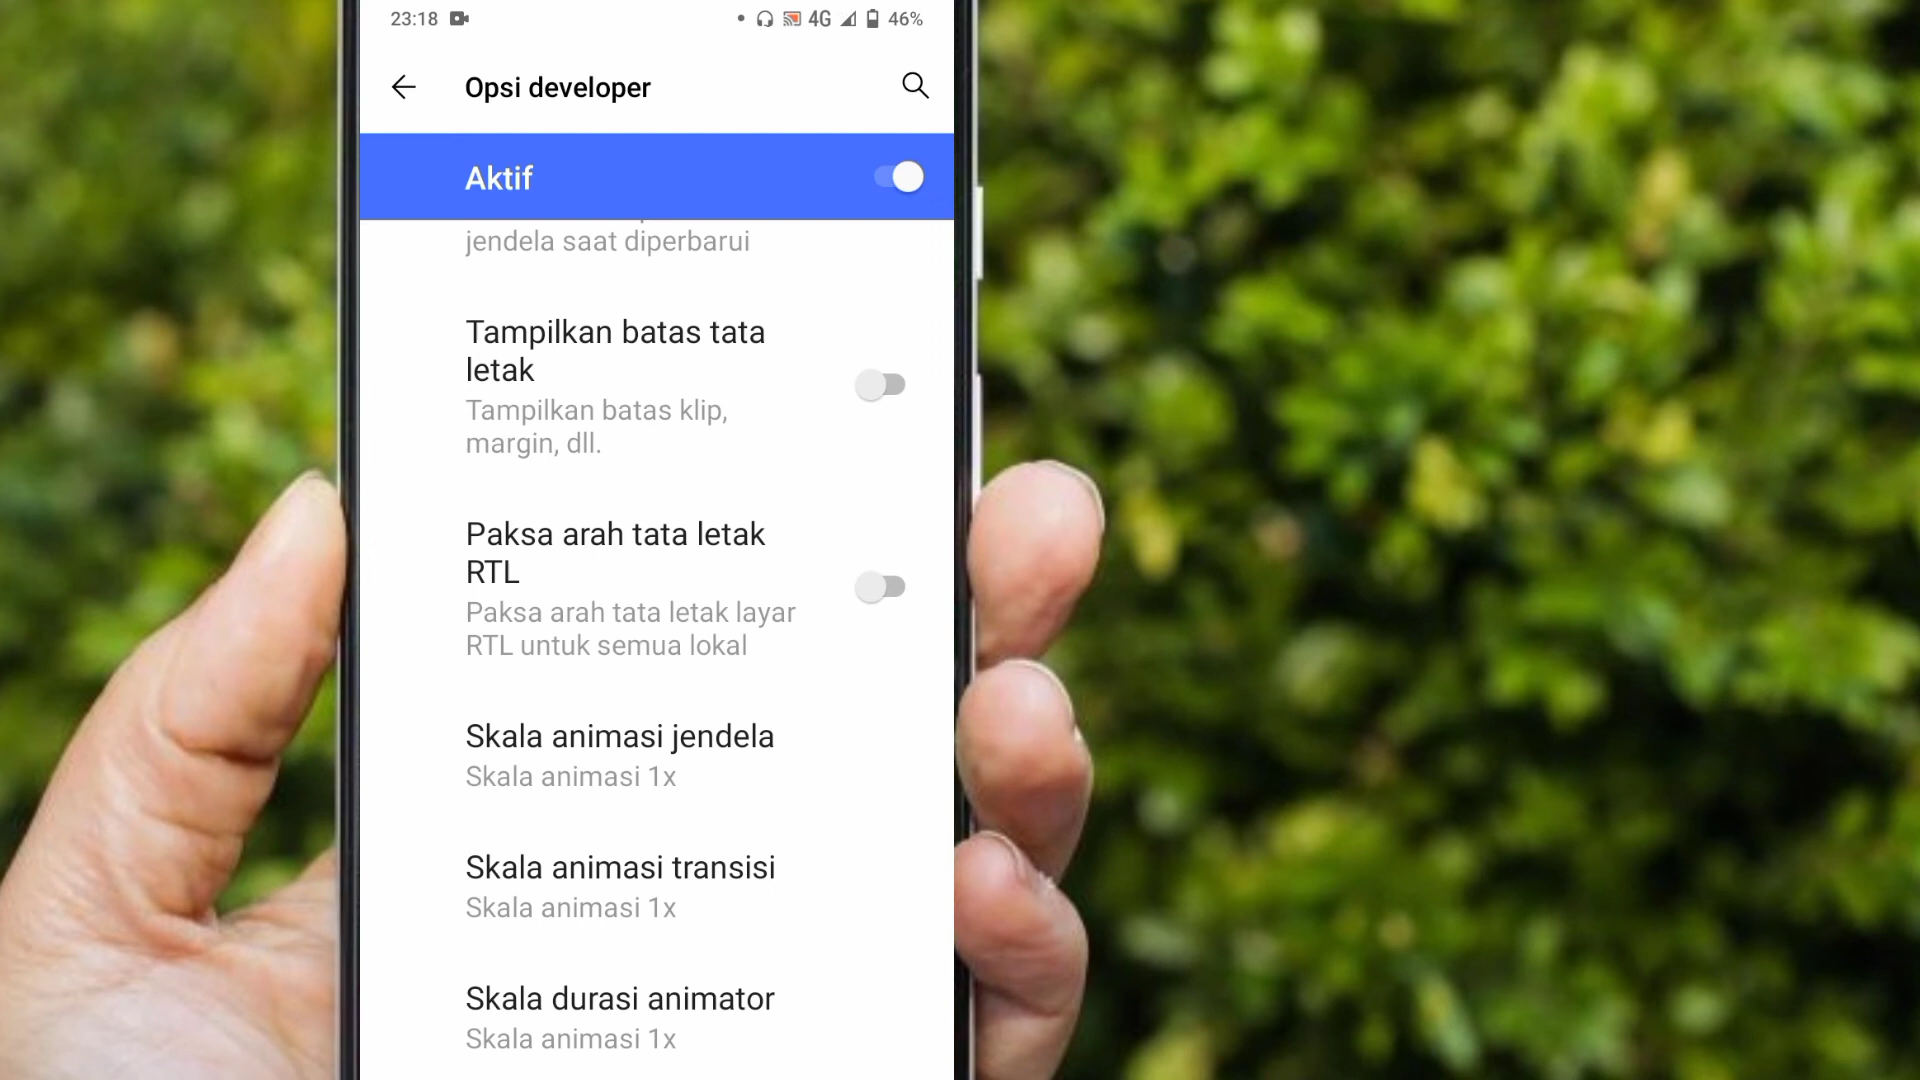 23:18 4G 46%
Opsi developer
Aktif
jendela saat diperbarui
Tampilkan batas tata
letak
Tampilkan batas klip,
margin, dll.
Paksa arah tata letak
RTL
Paksa arah tata letak layar
RTL untuk semua lokal
Skala animasi jendela
Skala animasi 1x
Skala animasi transisi
Skala animasi 1x
Skala durasi animator
Skala animasi 1x